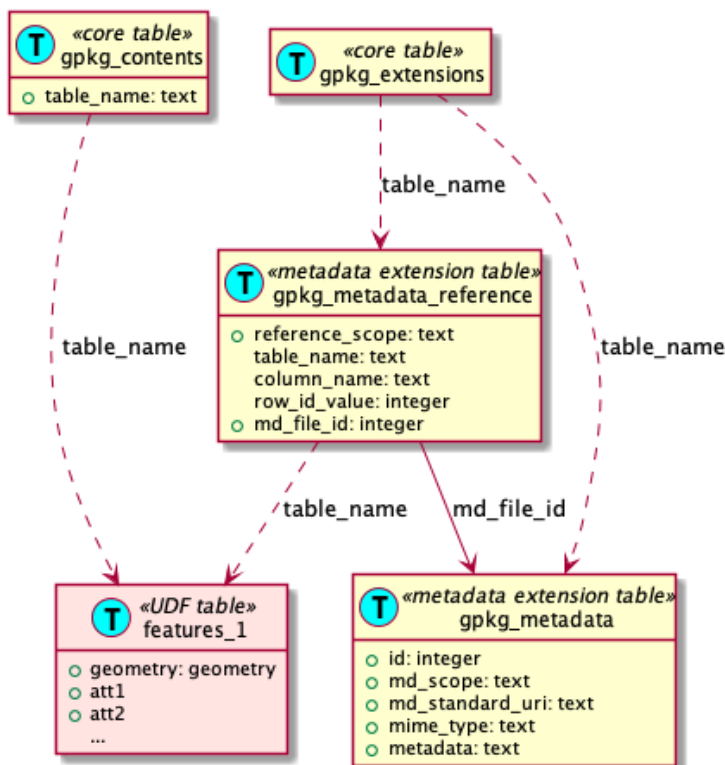 T
«core table»
gpkg_contents
table_name: text
T
«core table»
gpkg_extensions
table_name
T
«metadata extension table»
gpkg_metadata_reference
reference_scope: text
table_name: text
column_name: text
row_id_value: integer
md_file_id: integer
table_name
table_name
table_name
md_file_id
T
«UDF table»
features_1
geometry: geometry
att1
att2
...
T
«metadata extension table»
gpkg_metadata
id: integer
md_scope: text
md_standard_uri: text
mime_type: text
metadata: text